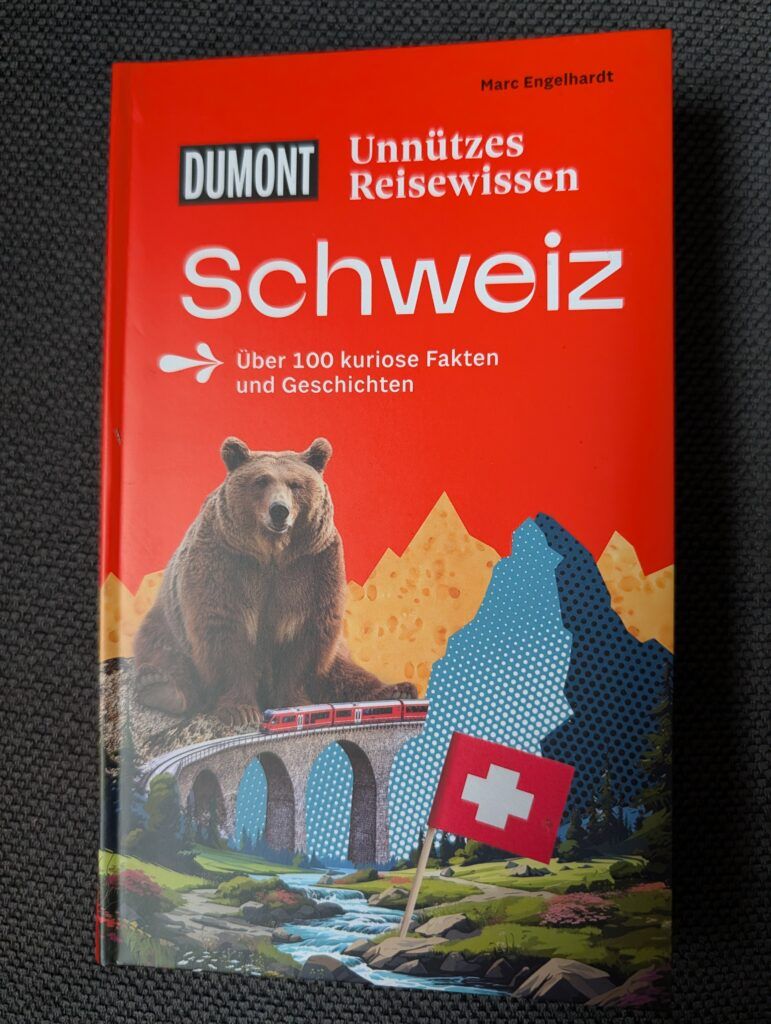 Marc Engelhardt
DUMONT
Unnützes
Reisewissen
Schweiz
Über 100 kuriose Fakten
und Geschichten